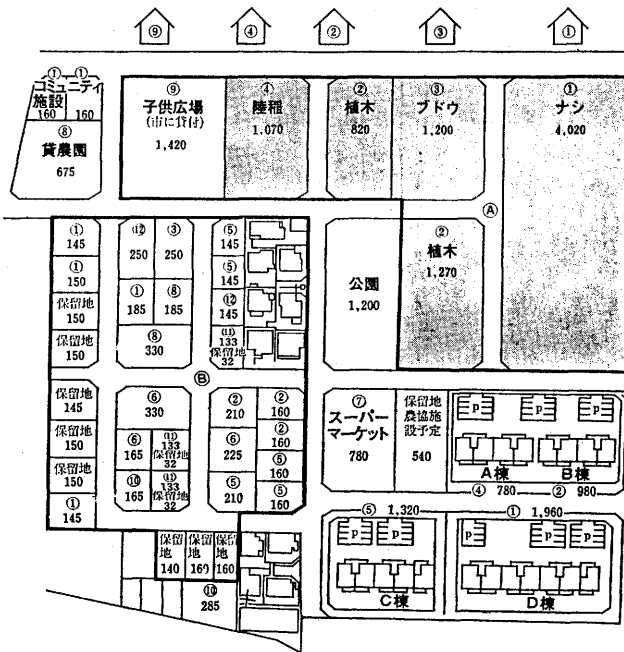 ⑨ ④ ② ③ ①
① ①
コミュニティ
施設
160 160
⑧
貸農園
675
⑨
子供広場
(市に貸付)
1,420
④
陸稲
1,070
②
植木
820
③
ブドウ
1,200
①
ナシ
4,020
Ⓐ
②
植木
1,270
公園
1,200
①
145
①
150
保留地
150
保留地
150
⑫
250
③
250
①
185
⑧
185
⑧
330
⑤
145
⑤
145
⑫
145
⑪
133
保留地
32
Ⓑ
保留地
145
保留地
150
保留地
150
①
145
⑥
330
⑥
165
⑪
133
保留地
32
⑩
165
⑪
133
保留地
32
②
210
⑥
225
⑤
210
②
160
②
160
⑤
160
⑤
160
⑦
スーパー
マーケット
780
保留地
農協施
設予定
540
P P P
A棟 B棟
④ 780 ② 980
⑤ 1,320
P P
C棟
① 1,960
P P P
D棟
保留地
140
保留地
160
保留地
160
⑩
285